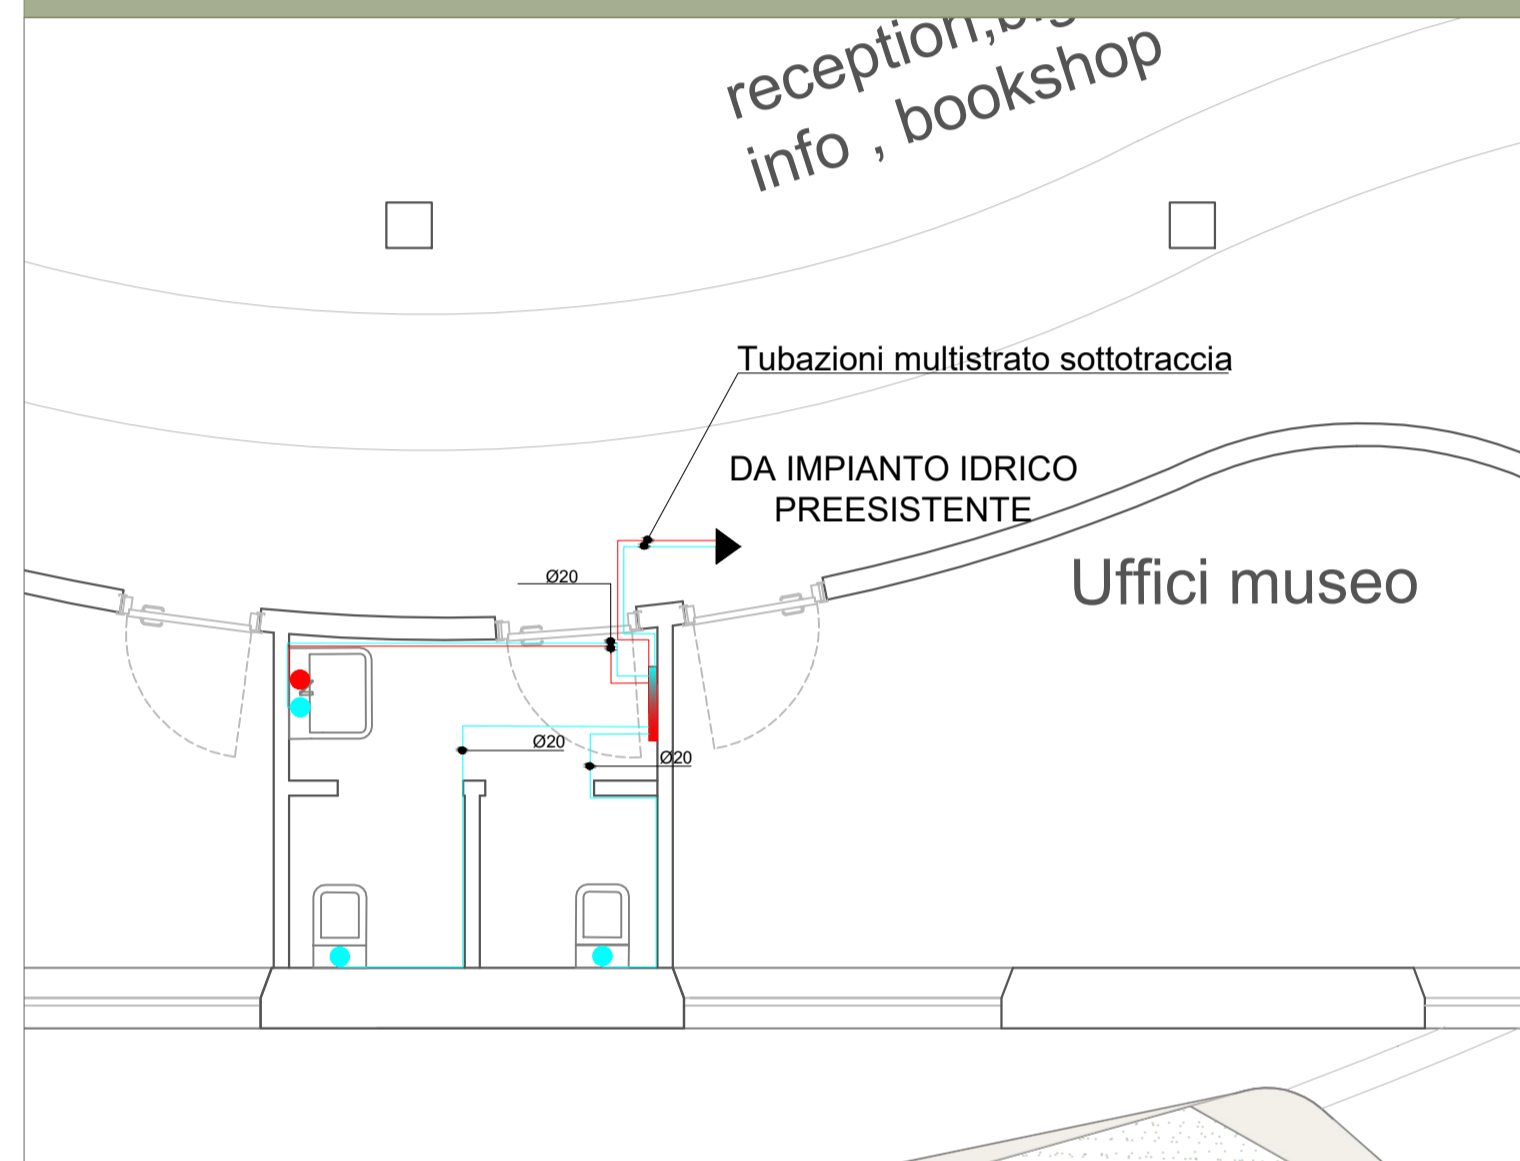 reception,
info , bookshop
Tubazioni multistrato sottotraccia
DA IMPIANTO IDRICO
PREESISTENTE
Uffici museo
Ø20
Ø20
Ø20